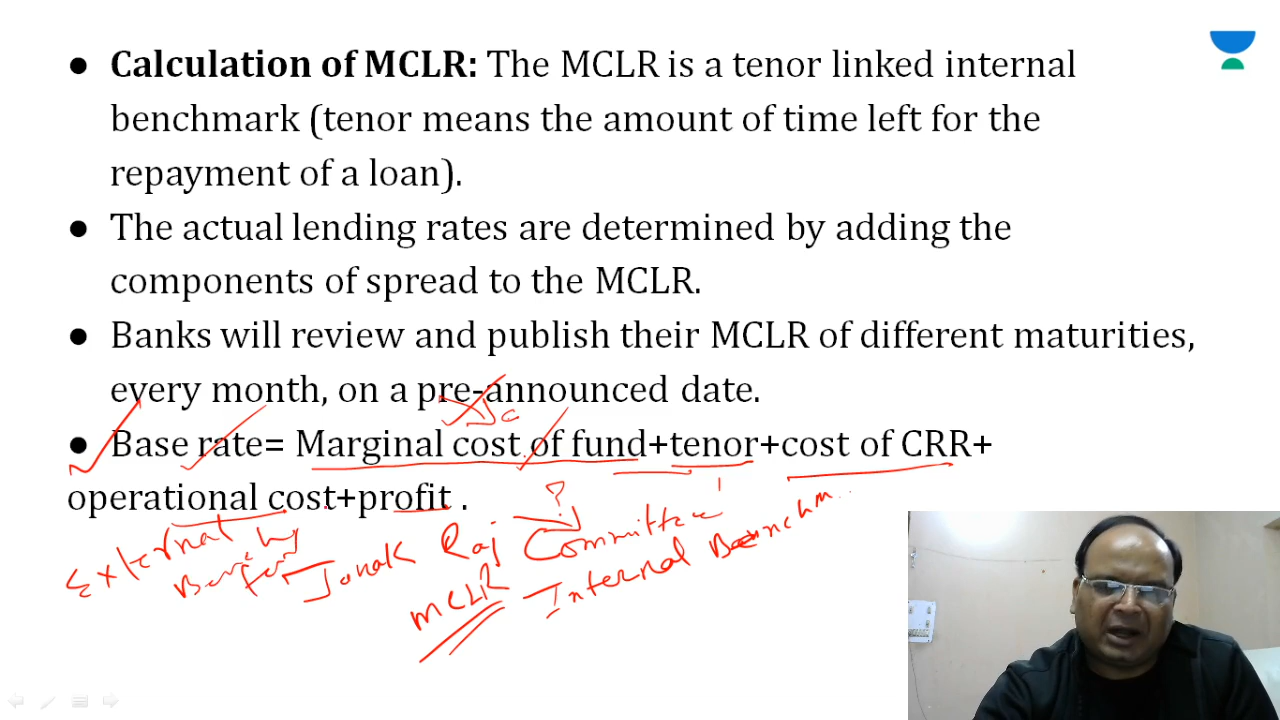 ● Calculation of MCLR: The MCLR is a tenor linked internal
benchmark (tenor means the amount of time left for the
repayment of a loan).
● The actual lending rates are determined by adding the
components of spread to the MCLR.
● Banks will review and publish their MCLR of different maturities,
every month, on a pre-announced date.
● Base rate= Marginal cost of fund+tenor+cost of CRR+
operational cost+profit .
External
Janak Raj Committee
MCLR
Internal